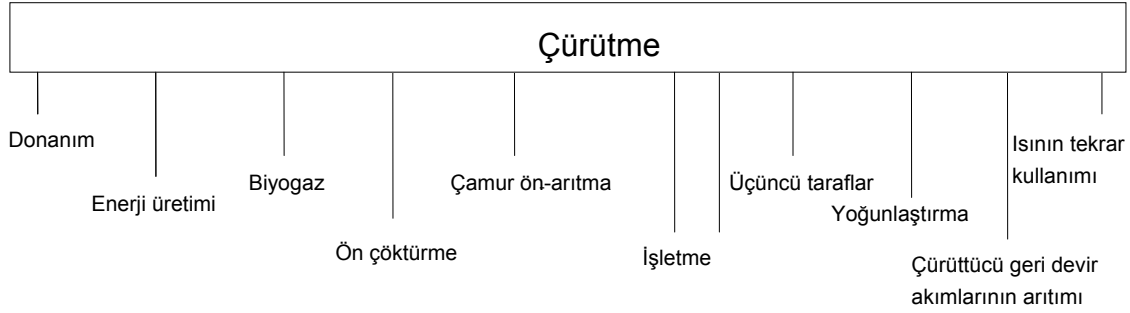 Çürütme
Donanım
Enerji üretimi
Biyogaz
Ön çöktürme
Çamur ön-arıtma
İşletme
Üçüncü taraflar
Yoğunlaştırma
Çürüttücü geri devir
akımlarının arıtımı
Isının tekrar
kullanımı